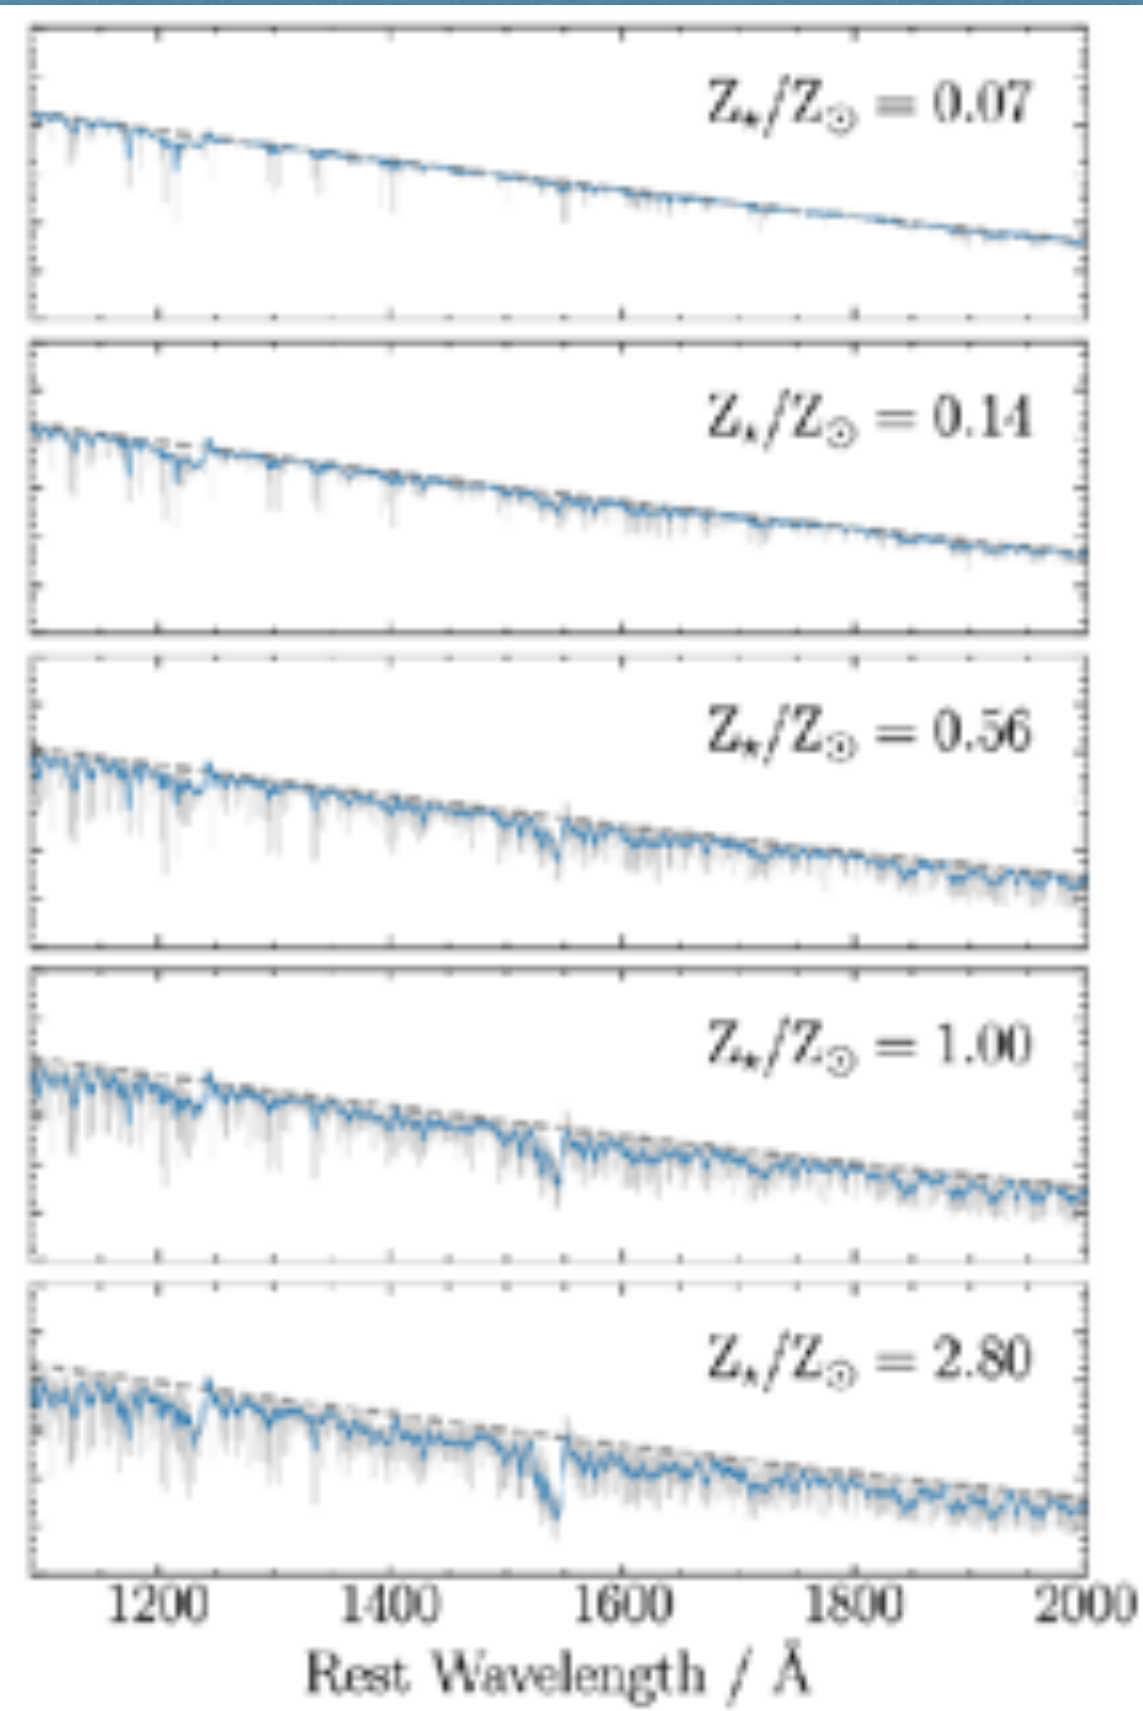 Z⋆/Z⊙ = 0.07
Z⋆/Z⊙ = 0.14
Z⋆/Z⊙ = 0.56
Z⋆/Z⊙ = 1.00
Z⋆/Z⊙ = 2.80
1200 1400 1600 1800 2000
Rest Wavelength / Å